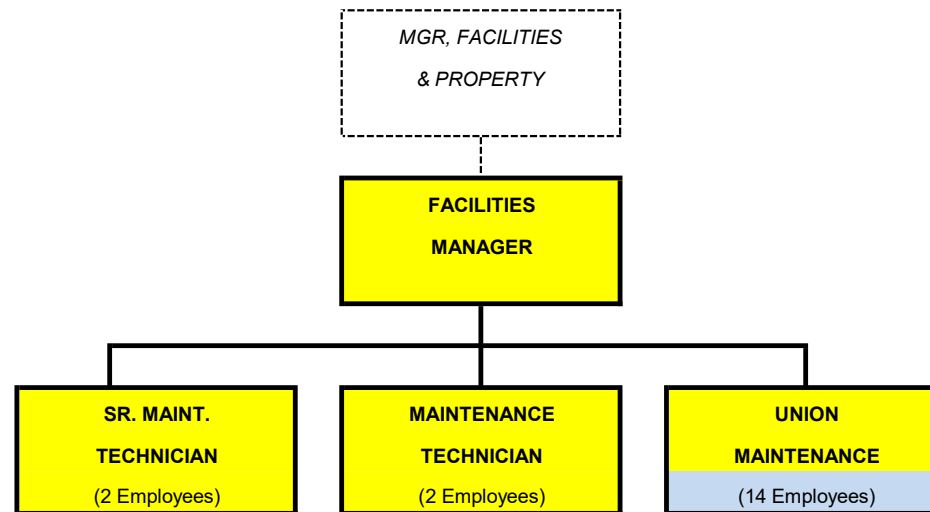 MGR, FACILITIES
& PROPERTY
FACILITIES
MANAGER
SR. MAINT.
TECHNICIAN
(2 Employees)
MAINTENANCE
TECHNICIAN
(2 Employees)
UNION
MAINTENANCE
(14 Employees)